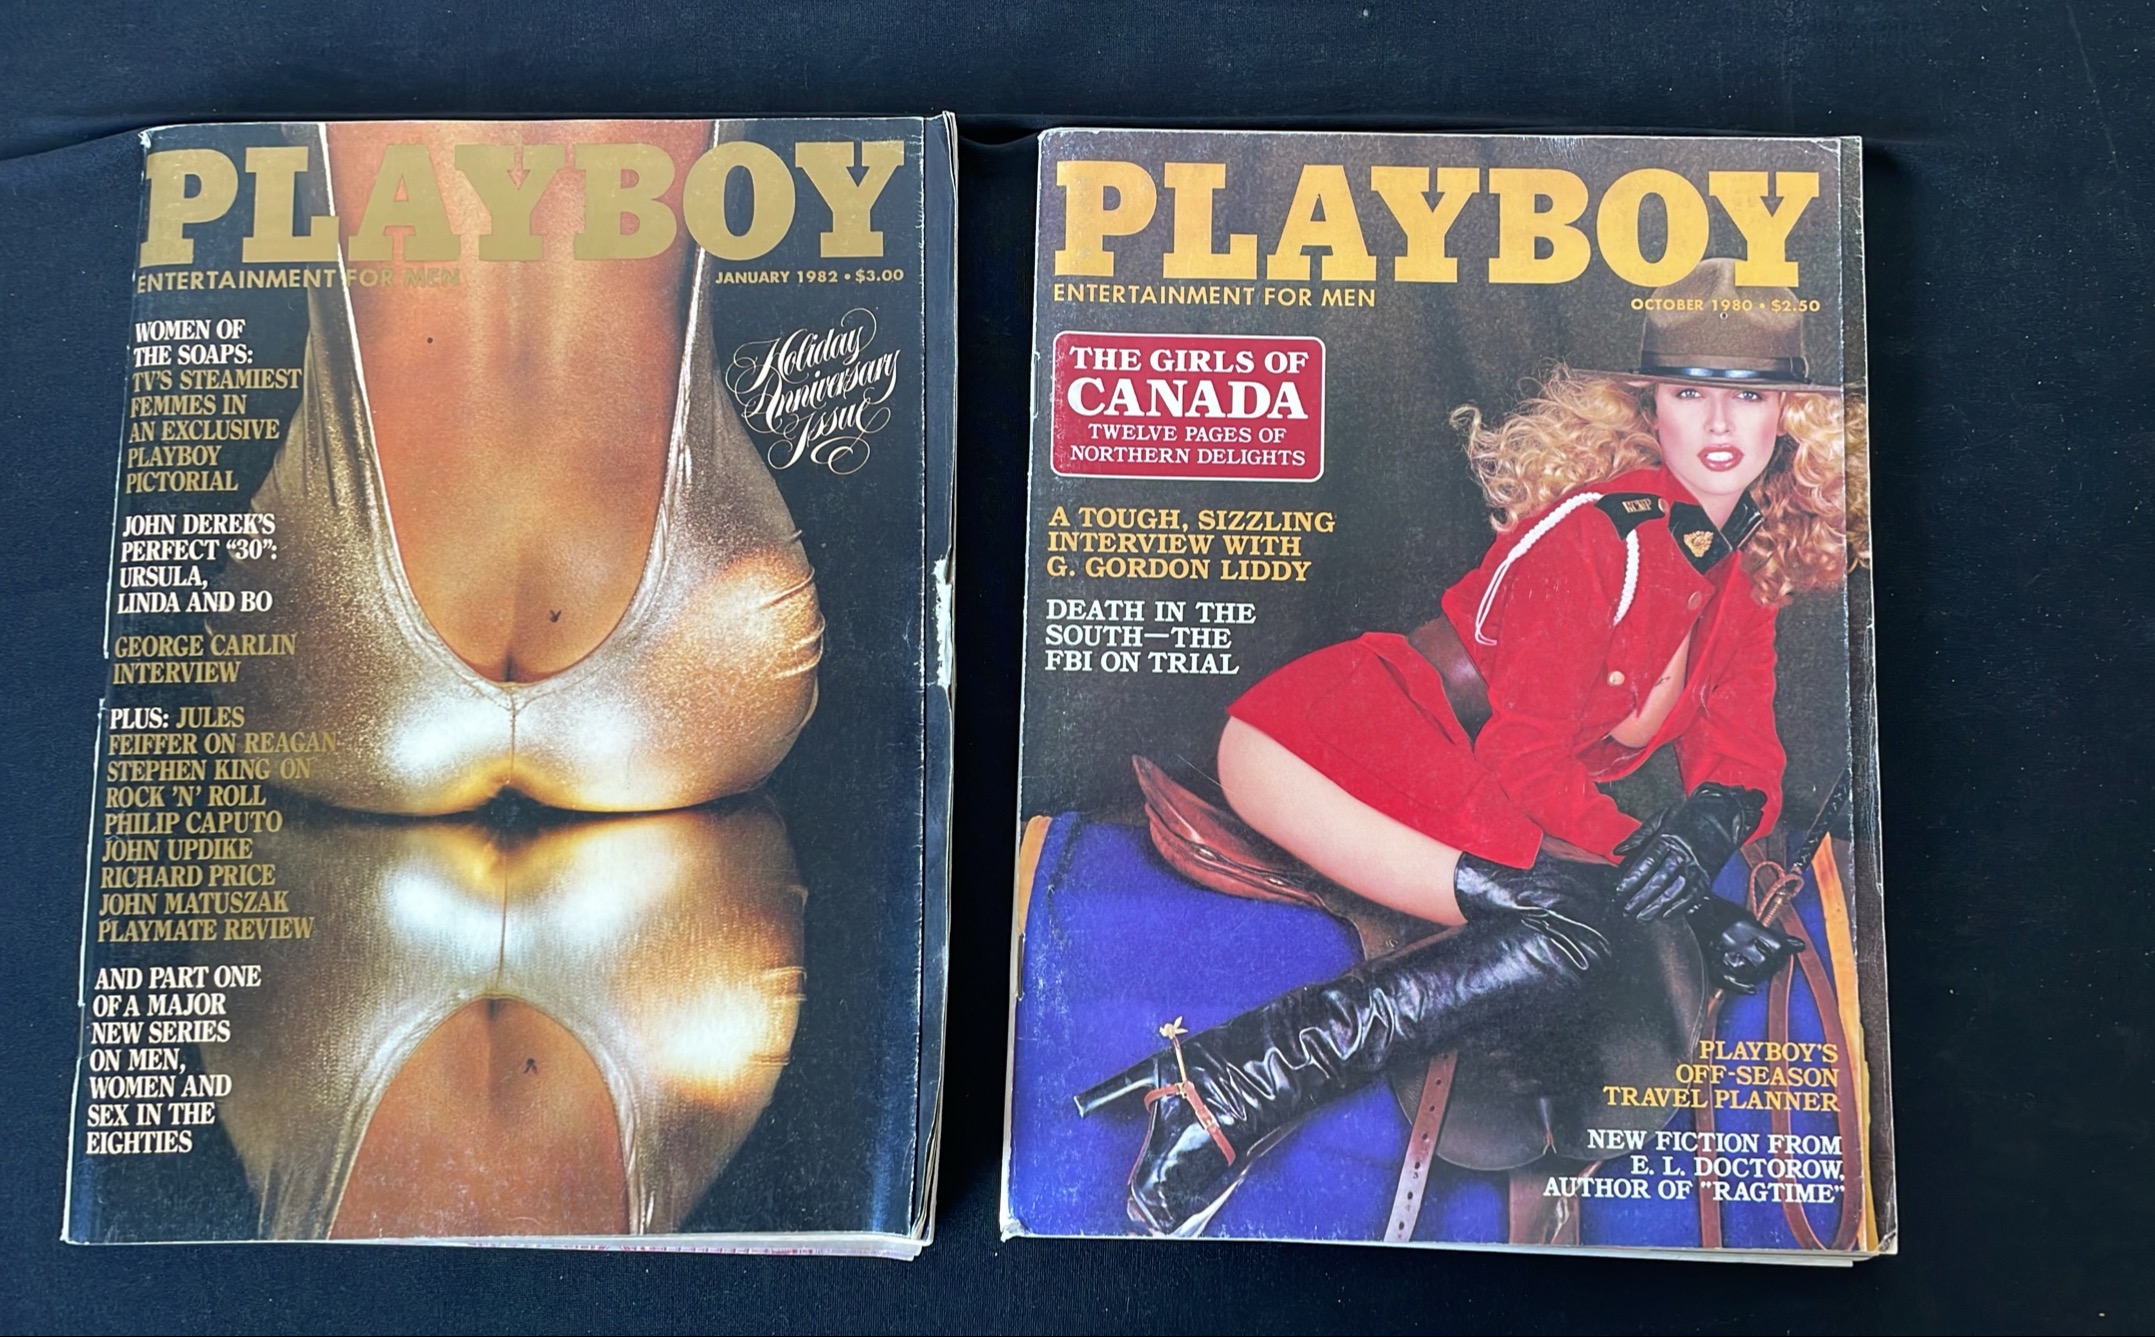 PLAYBOY
ENTERTAINMENT FOR MEN
JANUARY 1982 • $3.00
Holiday
Anniversary
Issue
WOMEN OF
THE SOAPS:
TV'S STEAMIEST
FEMMES IN
AN EXCLUSIVE
PLAYBOY
PICTORIAL
JOHN DEREK'S
PERFECT "30":
URSULA,
LINDA AND BO
GEORGE CARLIN
INTERVIEW
PLUS: JULES
FEIFFER ON REAGAN
STEPHEN KING ON
ROCK 'N' ROLL
PHILIP CAPUTO
JOHN UPDIKE
RICHARD PRICE
JOHN MATUSZAK
PLAYMATE REVIEW
AND PART ONE
OF A MAJOR
NEW SERIES
ON MEN,
WOMEN AND
SEX IN THE
EIGHTIES
PLAYBOY
ENTERTAINMENT FOR MEN
OCTOBER 1980 • $2.50
THE GIRLS OF
CANADA
TWELVE PAGES OF
NORTHERN DELIGHTS
A TOUGH, SIZZLING
INTERVIEW WITH
G. GORDON LIDDY
DEATH IN THE
SOUTH—THE
FBI ON TRIAL
PLAYBOY'S
OFF-SEASON
TRAVEL PLANNER
NEW FICTION FROM
E. L. DOCTOROW,
AUTHOR OF "RAGTIME"